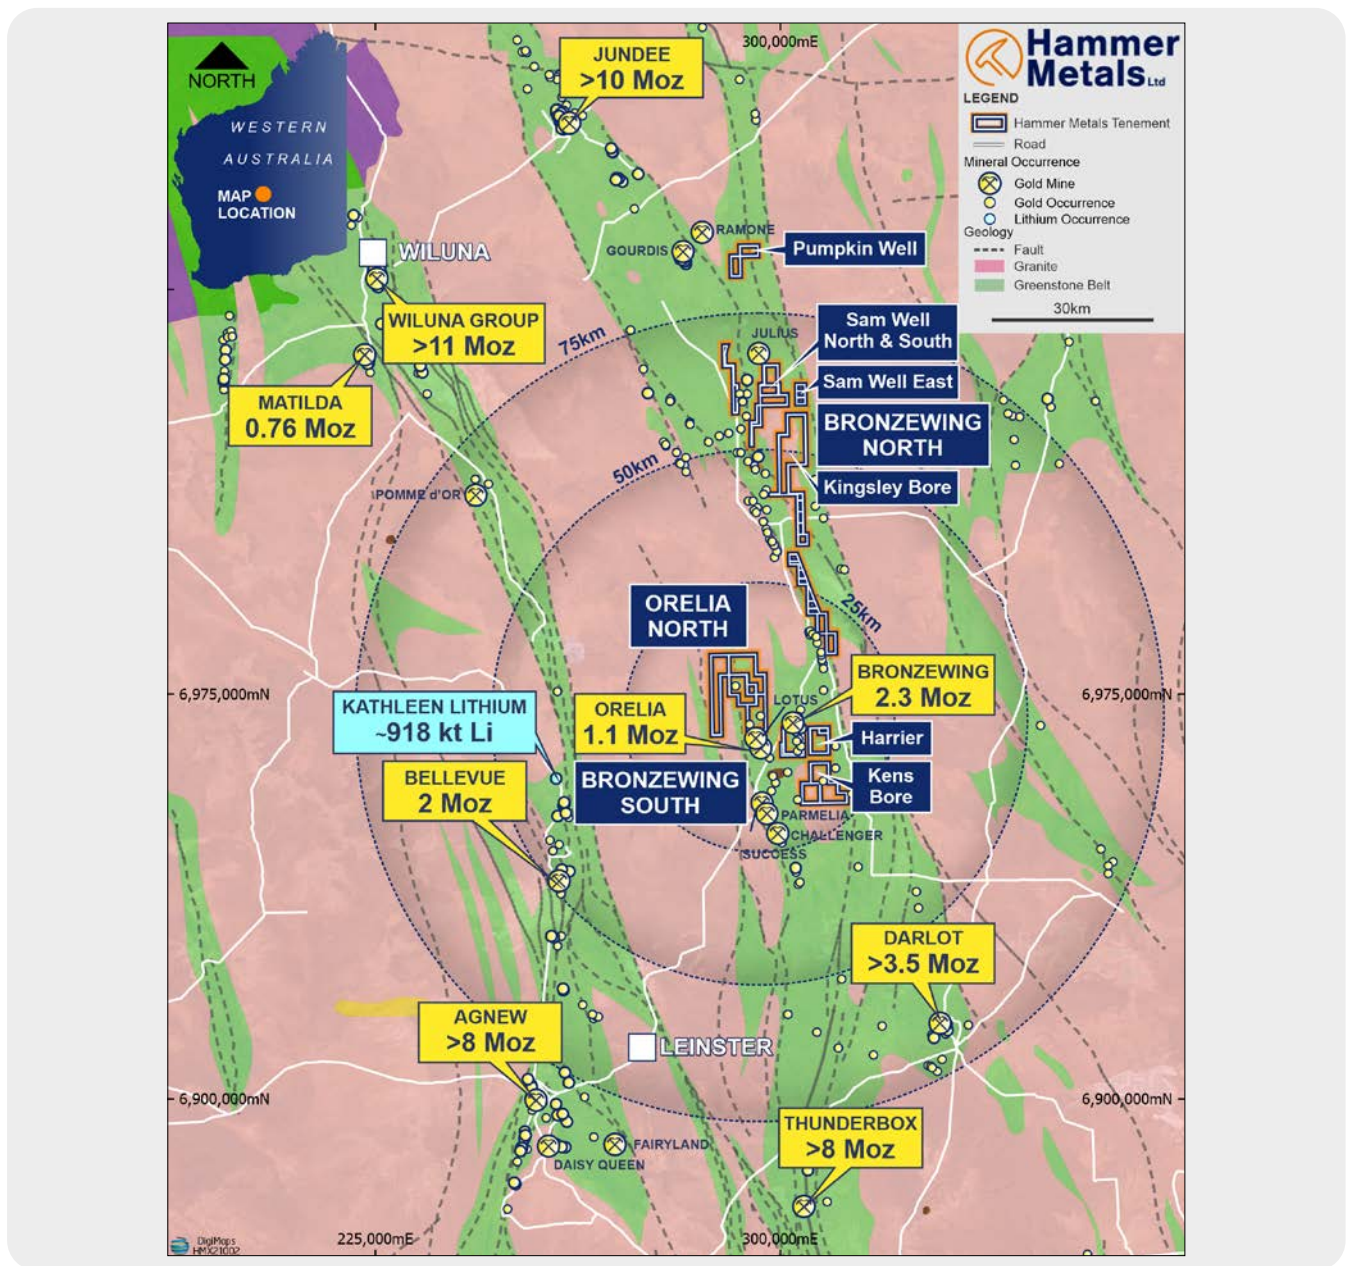 300,000mE
NORTH
WESTERN
AUSTRALIA
MAP
LOCATION
Hammer
Metals Ltd
LEGEND
Hammer Metals Tenement
Road
Mineral Occurrence
Gold Mine
Gold Occurrence
Lithium Occurrence
Geology
Fault
Granite
Greenstone Belt
30km
JUNDEE
>10 Moz
RAMONE
GOURDIS
Pumpkin Well
WILUNA
WILUNA GROUP
>11 Moz
75km
JULIUS
Sam Well
North & South
Sam Well East
MATILDA
0.76 Moz
BRONZEWING
NORTH
50km
Kingsley Bore
POMME d'OR
ORELIA
NORTH
25km
6,975,000mN
6,975,000mN
KATHLEEN LITHIUM
~918 kt Li
ORELIA
1.1 Moz
LOTUS
BRONZEWING
2.3 Moz
Harrier
BELLEVUE
2 Moz
BRONZEWING
SOUTH
Kens
Bore
PARMELIA
CHALLENGER
SUCCESS
DARLOT
>3.5 Moz
AGNEW
>8 Moz
LEINSTER
6,900,000mN
6,900,000mN
THUNDERBOX
>8 Moz
FAIRYLAND
DAISY QUEEN
DigiMaps
HMX21002
225,000mE
300,000mE